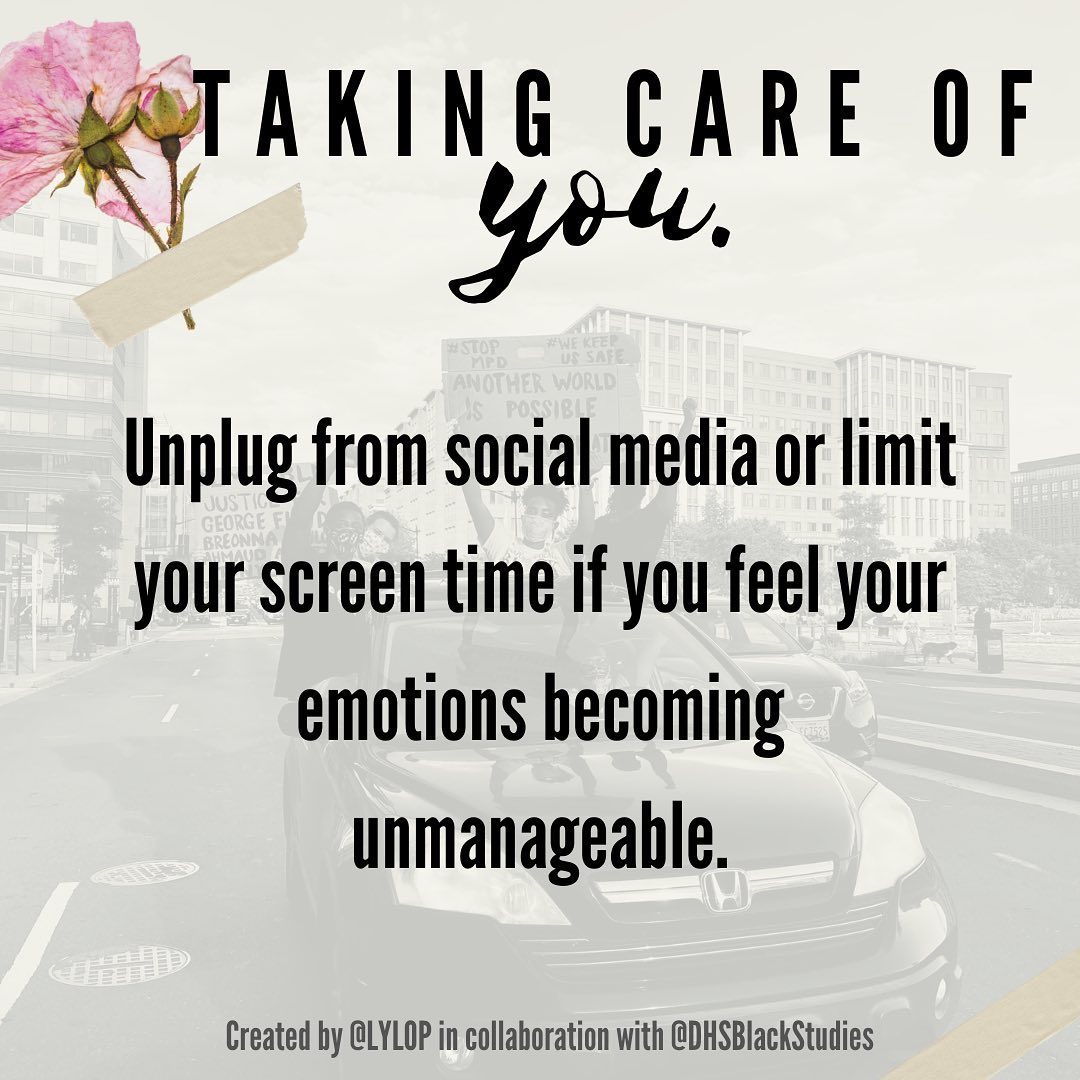 TAKING CARE OF
you.
#STOP MPD
#WE KEEP US SAFE
ANOTHER WORLD
IS POSSIBLE
Unplug from social media or limit
JUSTICE
GEORGE
BREONNA
your screen time if you feel your
emotions becoming
unmanageable.
Created by @LYLOP in collaboration with @DHSBlackStudies